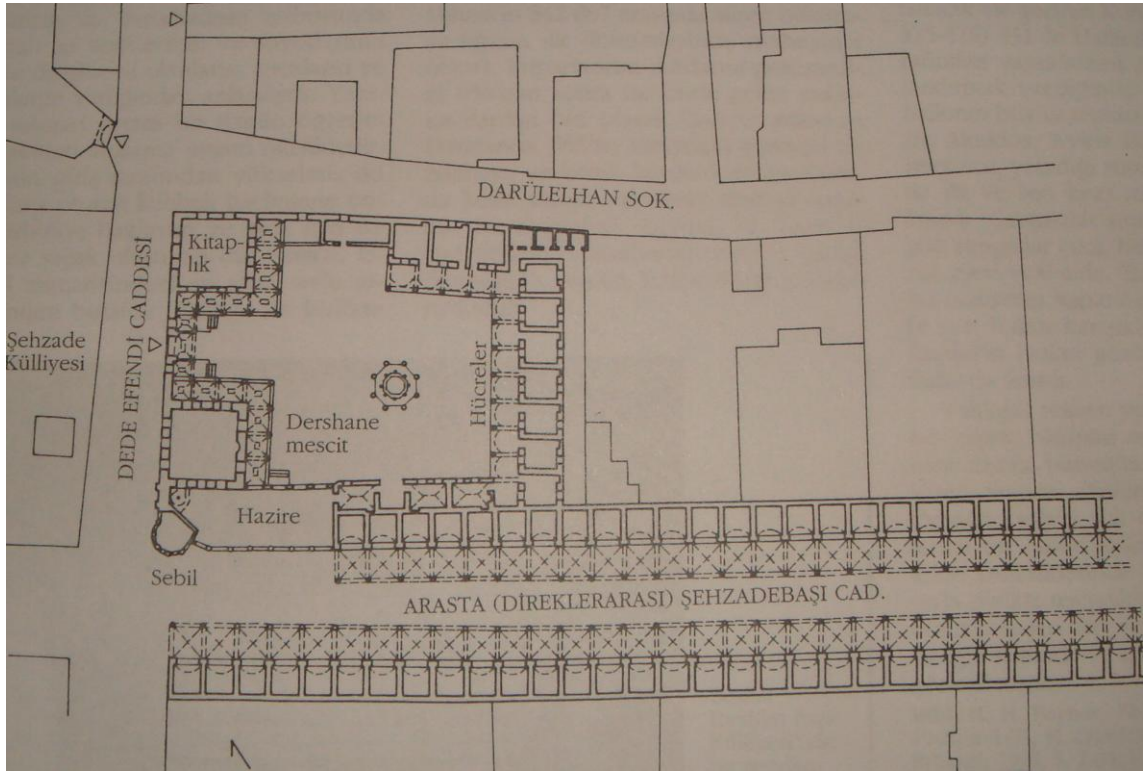 DARÜLELHAN SOK.
Kitap-
lık
DEDE EFENDİ CADDESİ
Şehzade
Külliyesi
Hücreler
Dershane
mescit
Hazire
Sebil
ARASTA (DİREKLERARASI) ŞEHZADEBAŞI CAD.